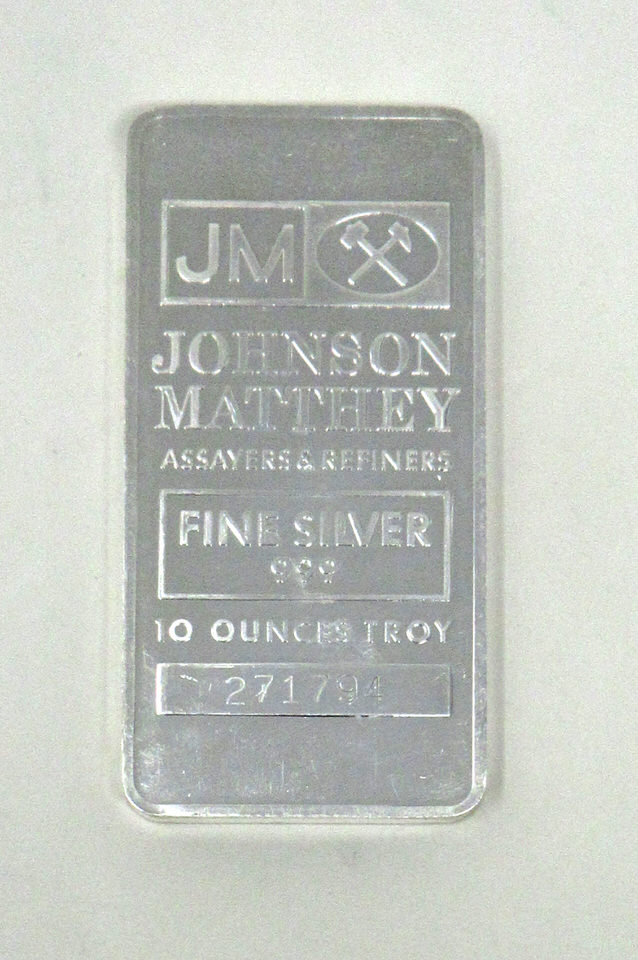 JM
JOHNSON
MATTHEY
ASSAYERS & REFINERS
FINE SILVER
999
10 OUNCES TROY
271794